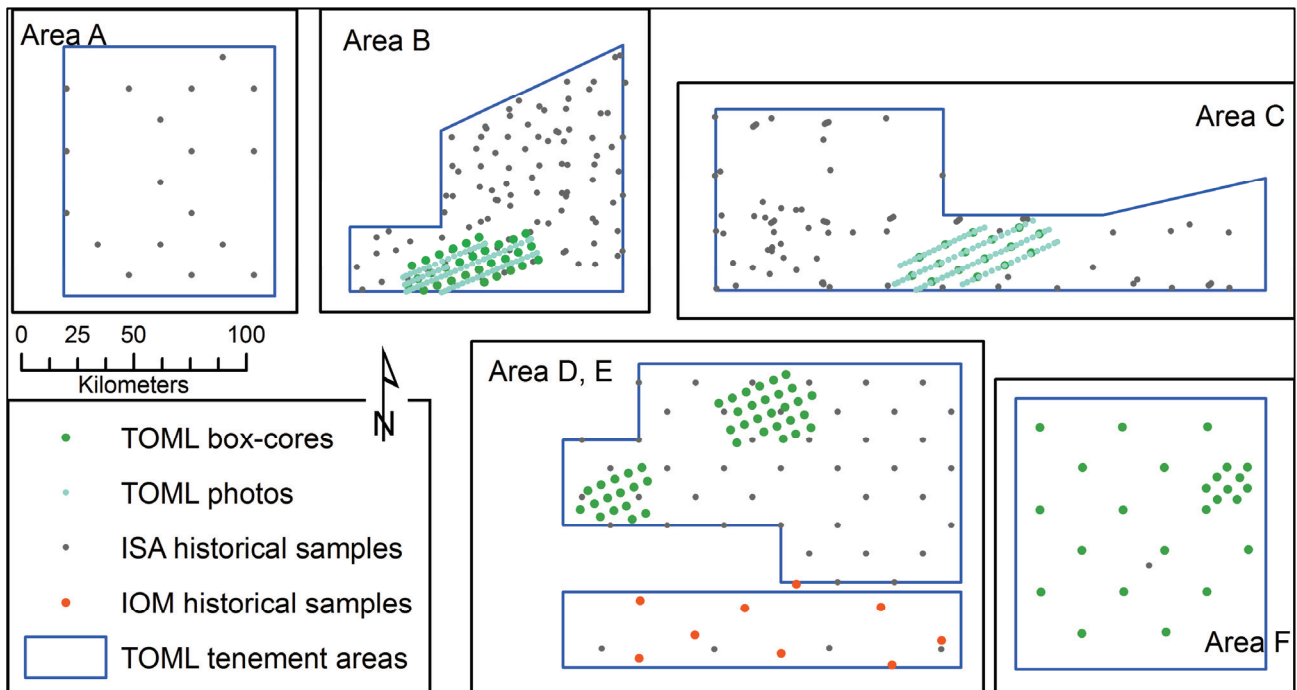 Area A
Area B
Area C
0 25 50 100
Kilometers
N
Area D, E
Area F
TOML box-cores
TOML photos
ISA historical samples
IOM historical samples
TOML tenement areas